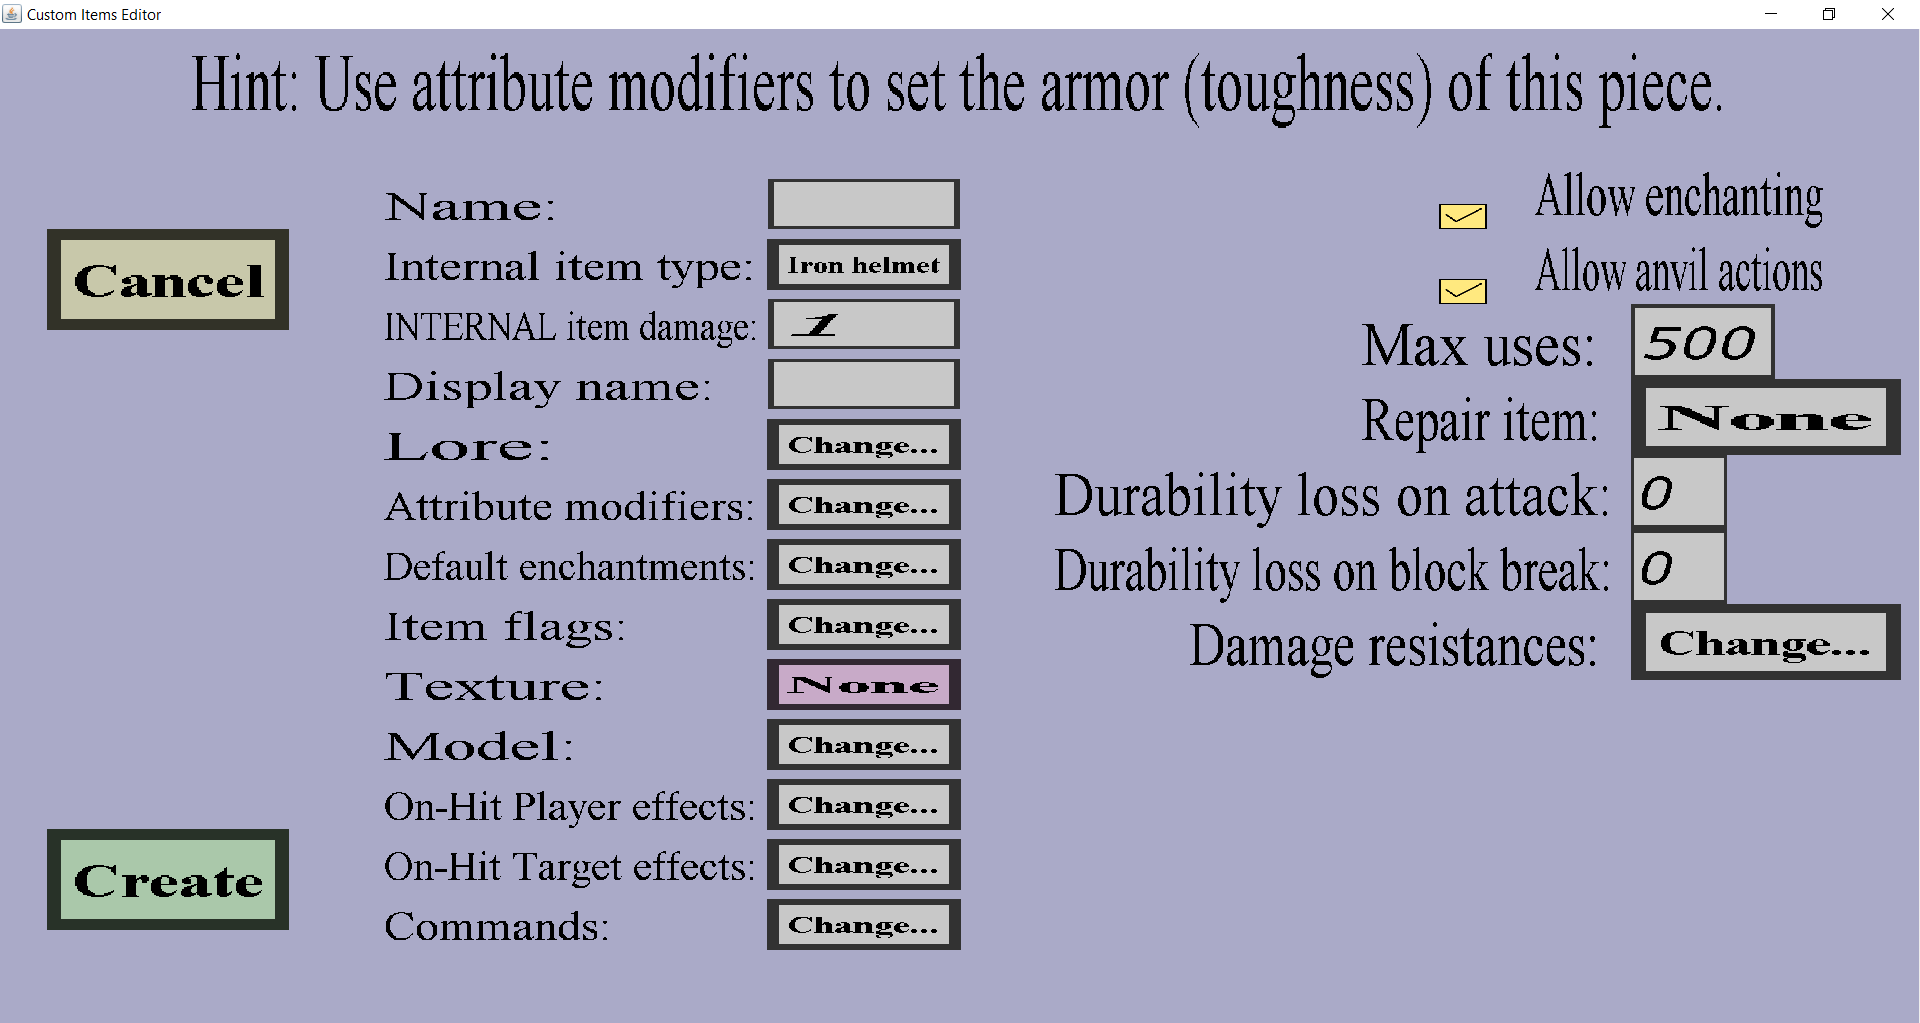 Custom Items Editor
Hint: Use attribute modifiers to set the armor (toughness) of this piece.
Cancel
Create
Name:
Internal item type: Iron helmet
INTERNAL item damage: 1
Display name:
Lore: Change...
Attribute modifiers: Change...
Default enchantments: Change...
Item flags: Change...
Texture: None
Model: Change...
On-Hit Player effects: Change...
On-Hit Target effects: Change...
Commands: Change...
Allow enchanting
Allow anvil actions
Max uses: 500
Repair item: None
Durability loss on attack: 0
Durability loss on block break: 0
Damage resistances: Change...